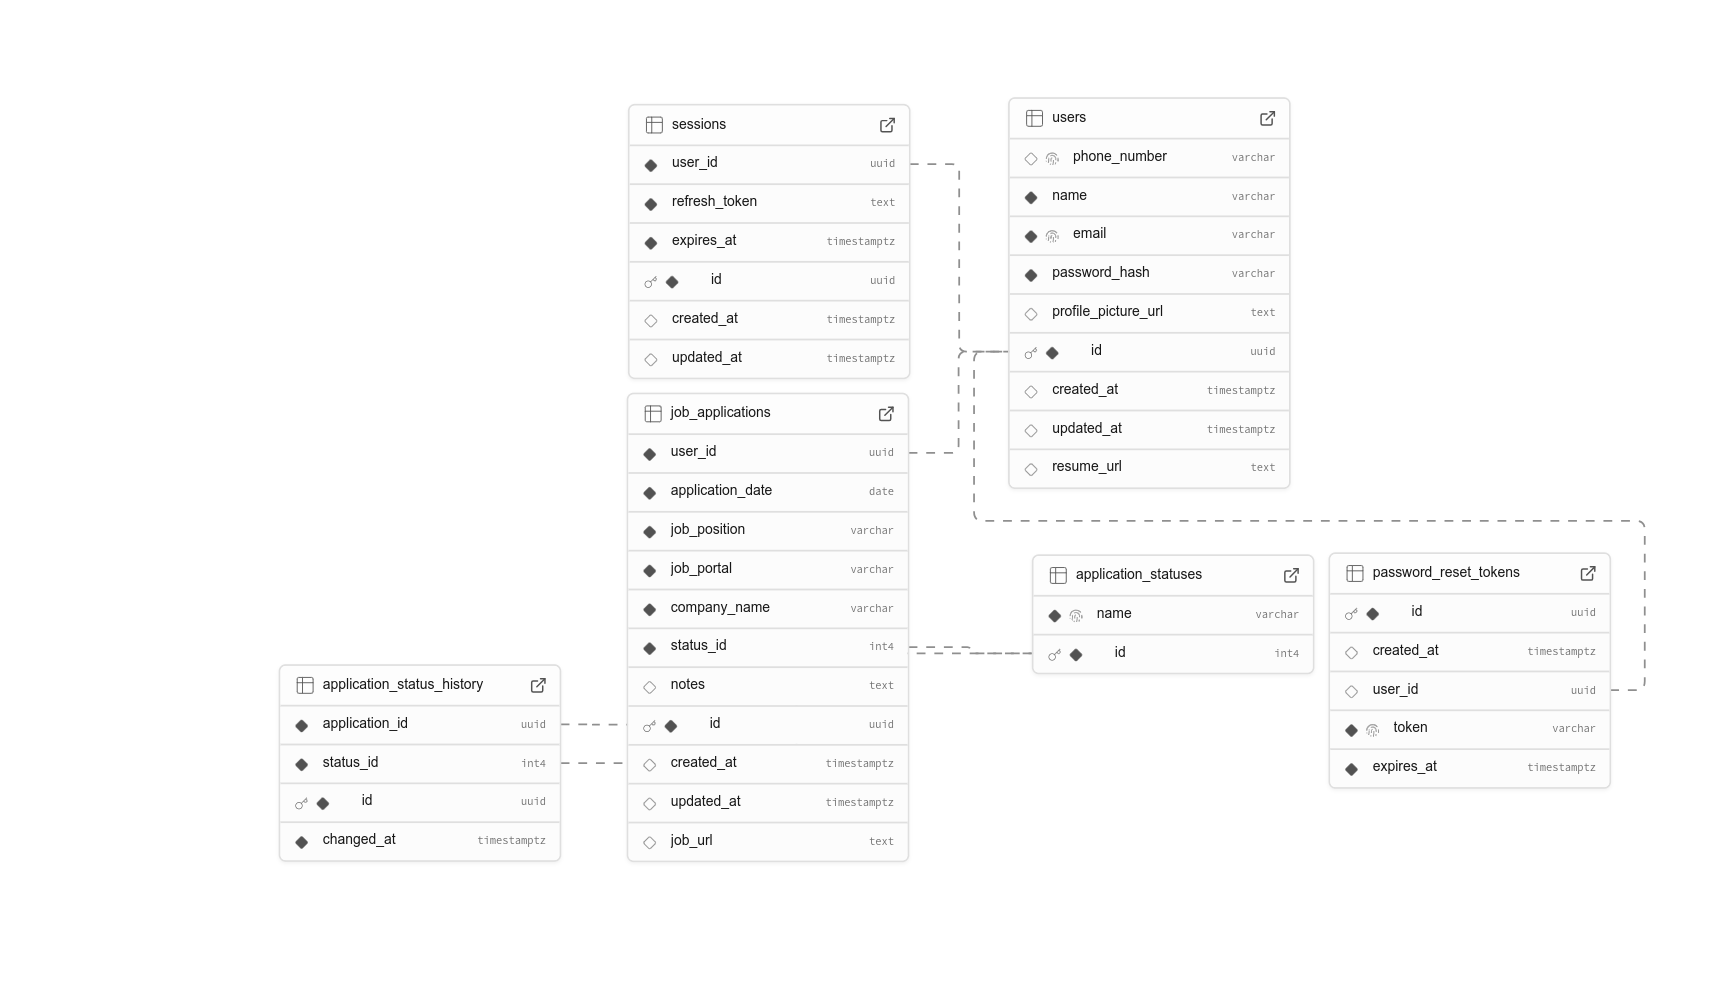 sessions
user_id uuid
refresh_token text
expires_at timestamptz
id uuid
created_at timestamptz
updated_at timestamptz
users
phone_number varchar
name varchar
email varchar
password_hash varchar
profile_picture_url text
id uuid
created_at timestamptz
updated_at timestamptz
resume_url text
job_applications
user_id uuid
application_date date
job_position varchar
job_portal varchar
company_name varchar
status_id int4
notes text
id uuid
created_at timestamptz
updated_at timestamptz
job_url text
application_statuses
name varchar
id int4
password_reset_tokens
id uuid
created_at timestamptz
user_id uuid
token varchar
expires_at timestamptz
application_status_history
application_id uuid
status_id int4
id uuid
changed_at timestamptz